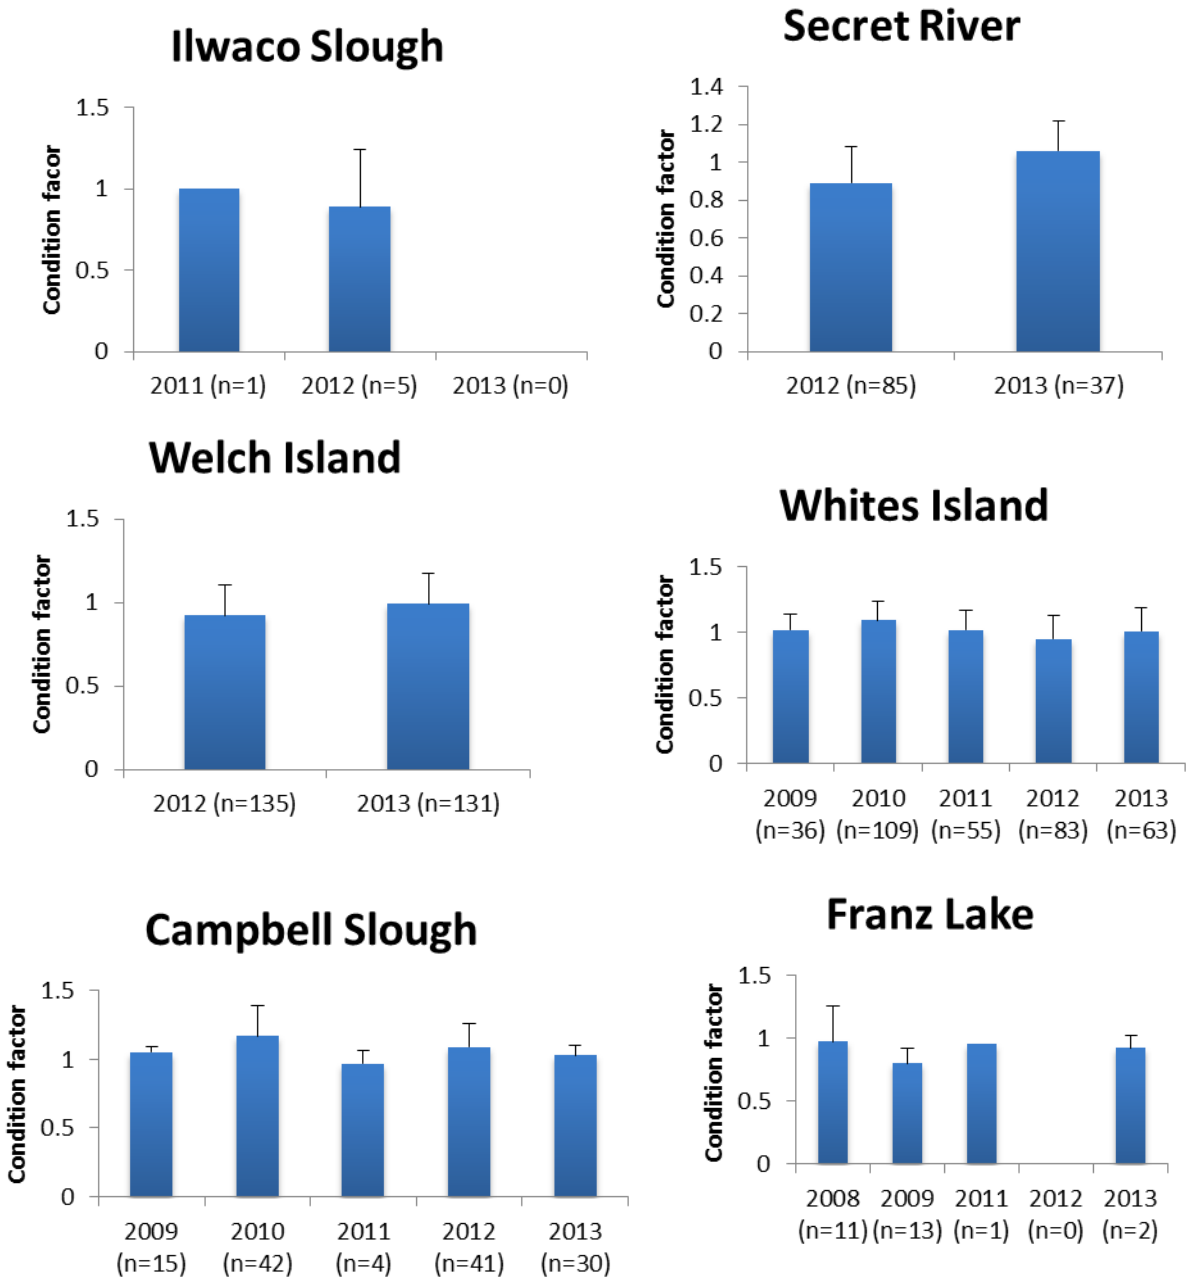 Ilwaco Slough
Condition facor
1.5
1
0.5
0
2011 (n=1) 2012 (n=5) 2013 (n=0)
Secret River
Condition factor
1.4
1.2
1
0.8
0.6
0.4
0.2
0
2012 (n=85) 2013 (n=37)
Welch Island
Condition factor
1.5
1
0.5
0
2012 (n=135) 2013 (n=131)
Whites Island
Condition factor
1.5
1
0.5
0
2009 2010 2011 2012 2013
(n=36) (n=109) (n=55) (n=83) (n=63)
Campbell Slough
Condition factor
1.5
1
0.5
0
2009 2010 2011 2012 2013
(n=15) (n=42) (n=4) (n=41) (n=30)
Franz Lake
Condition factor
1.5
1
0.5
0
2008 2009 2011 2012 2013
(n=11) (n=13) (n=1) (n=0) (n=2)